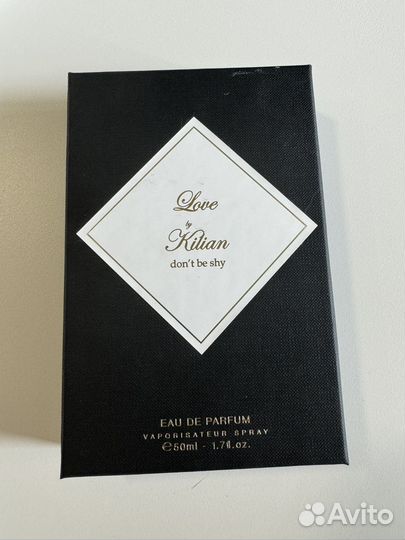 Love
by
Kilian
don't be shy
EAU DE PARFUM
VAPORISATEUR SPRAY
℮50ml - 1.7fl.oz.
Avito